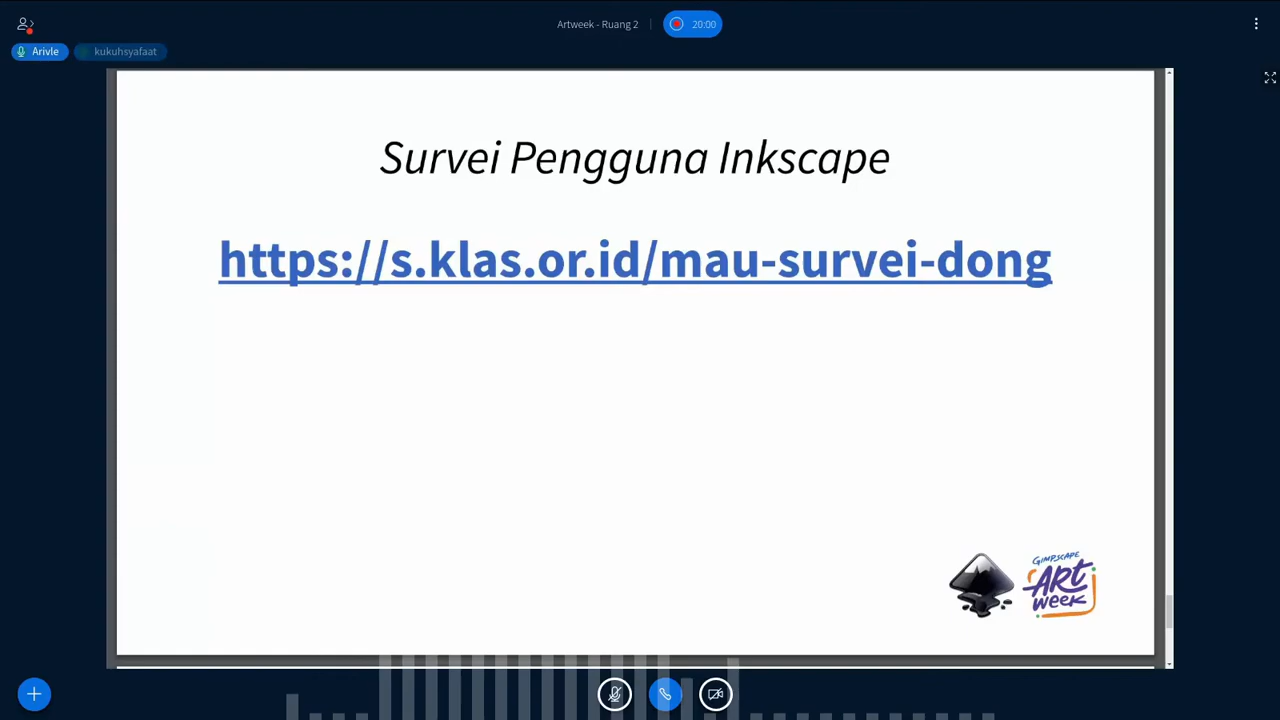 Artweek - Ruang 2
20:00
Arivle
kukuhsyafaat
Survei Pengguna Inkscape
https://s.klas.or.id/mau-survei-dong
GIMPSCAPE
ART
WEEK